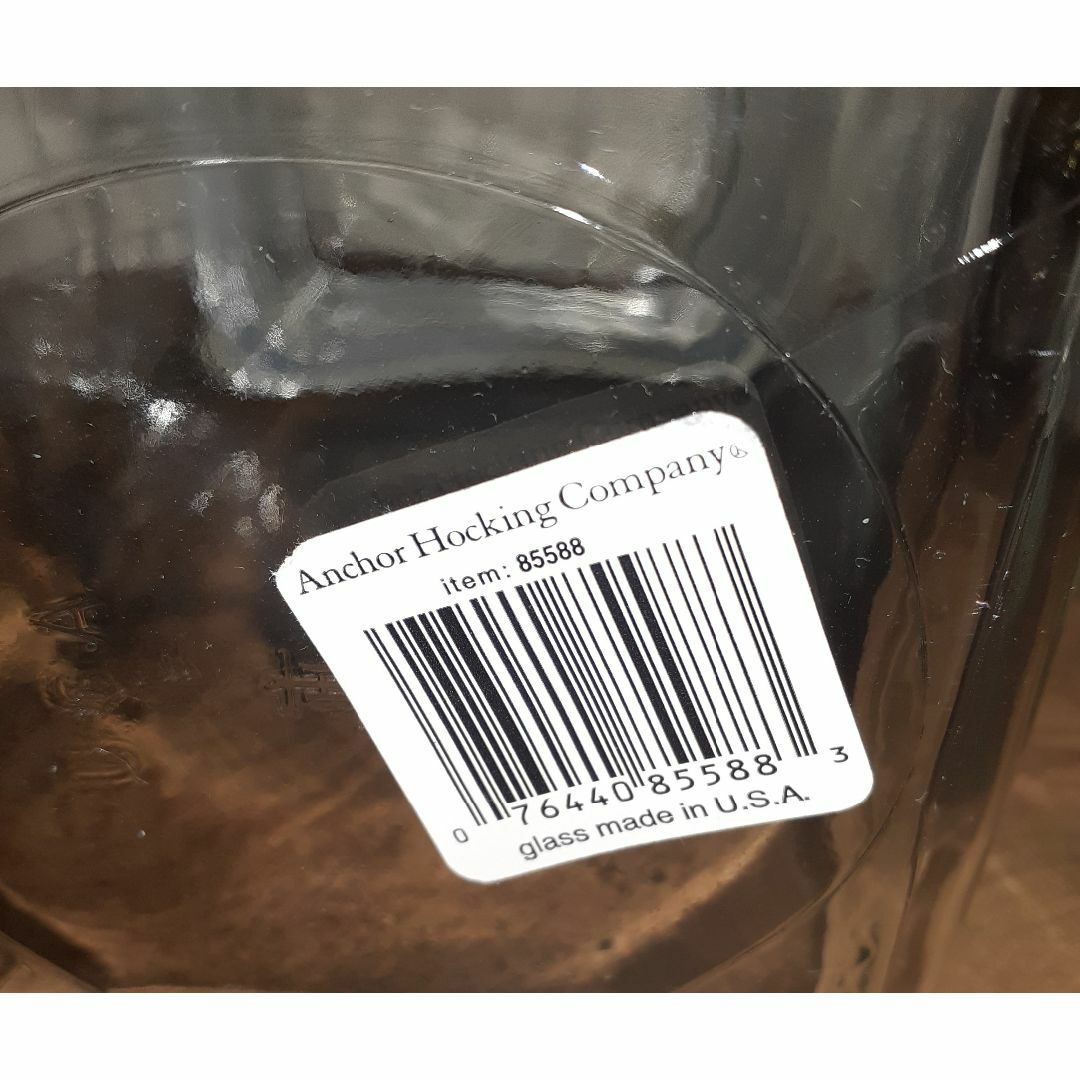 Anchor Hocking Company
item: 85588
0 76440 85588 3
glass made in U.S.A.